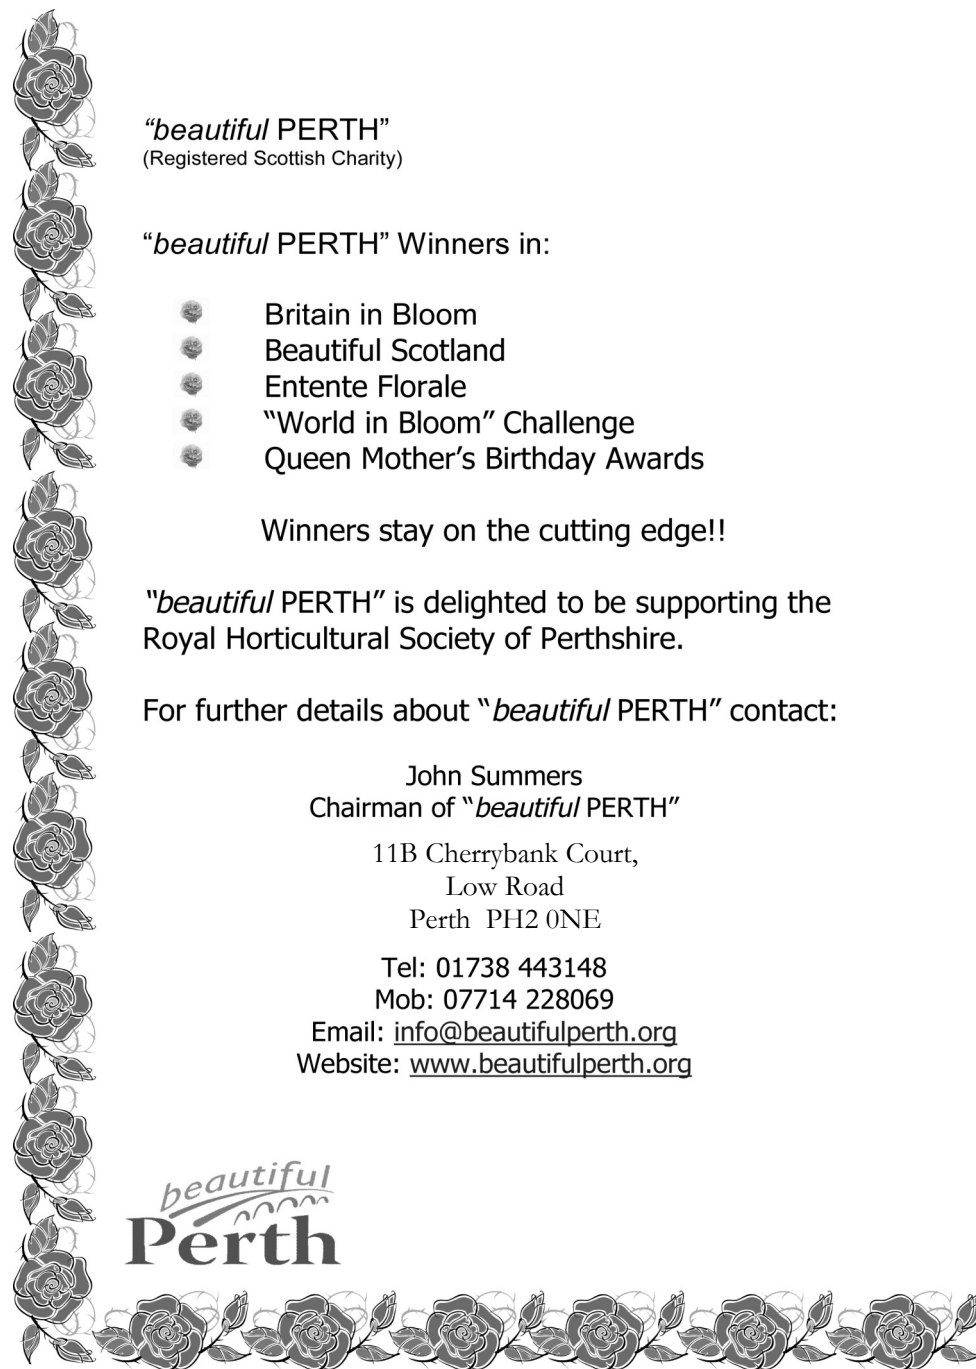 “beautiful PERTH”
(Registered Scottish Charity)
“beautiful PERTH” Winners in:
Britain in Bloom
Beautiful Scotland
Entente Florale
“World in Bloom” Challenge
Queen Mother’s Birthday Awards
Winners stay on the cutting edge!!
“beautiful PERTH” is delighted to be supporting the
Royal Horticultural Society of Perthshire.
For further details about “beautiful PERTH” contact:
John Summers
Chairman of “beautiful PERTH”
11B Cherrybank Court,
Low Road
Perth  PH2 0NE
Tel: 01738 443148
Mob: 07714 228069
Email: info@beautifulperth.org
Website: www.beautifulperth.org
beautiful
Perth